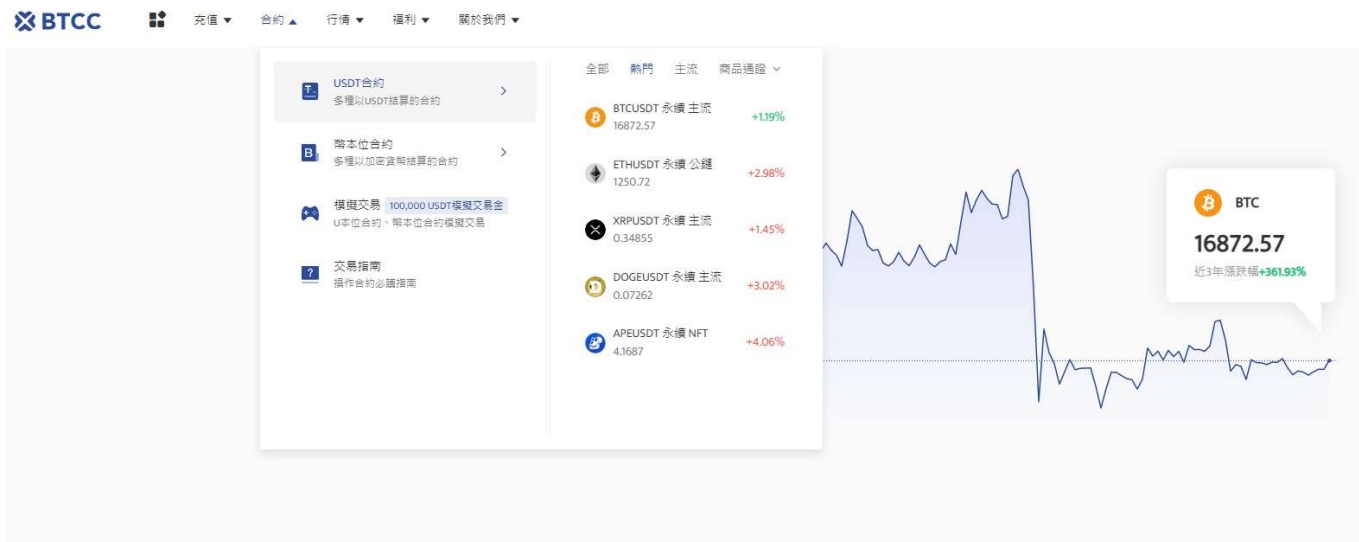 BTCC 充值 ▼ 合約 ▲ 行情 ▼ 福利 ▼ 關於我們 ▼
USDT合約
多種以USDT結算的合約
幣本位合約
多種以加密貨幣結算的合約
模擬交易 100,000 USDT模擬交易金
U本位合約、幣本位合約模擬交易
交易指南
操作合約必讀指南
全部 熱門 主流 商品通證
BTCUSDT 永續 主流
16872.57
+1.19%
ETHUSDT 永續 公鏈
1250.72
+2.98%
XRPUSDT 永續 主流
0.34855
+1.45%
DOGEUSDT 永續 主流
0.07262
+3.02%
APEUSDT 永續 NFT
4.1687
+4.06%
BTC
16872.57
近3年漲跌幅+361.93%